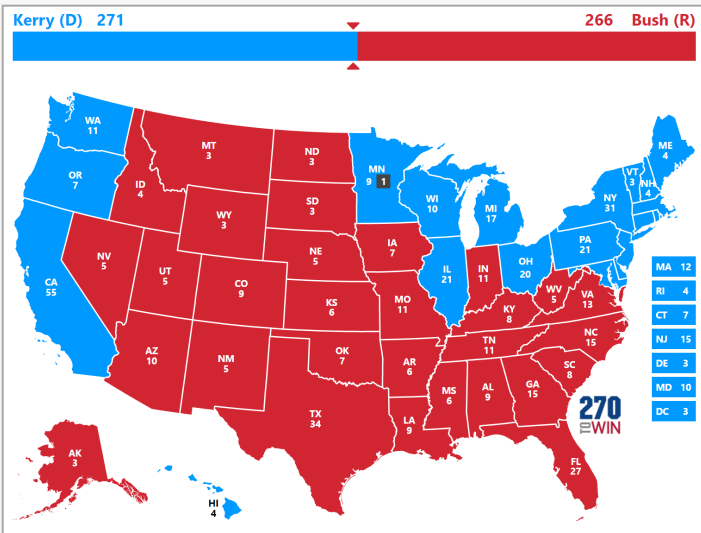 Kerry (D) 271
266 Bush (R)
WA
11
OR
7
CA
55
ID
4
NV
5
MT
3
WY
3
UT
5
AZ
10
CO
9
NM
5
ND
3
SD
3
NE
5
KS
6
OK
7
TX
34
MN
9 1
IA
7
MO
11
AR
6
LA
9
WI
10
IL
21
MI
17
IN
11
OH
20
KY
8
TN
11
MS
6
AL
9
GA
15
FL
27
SC
8
NC
15
VA
13
WV
5
PA
21
NY
31
VT
3
NH
4
ME
4
MA 12
RI 4
CT 7
NJ 15
DE 3
MD 10
DC 3
AK
3
HI
4
270
TO WIN